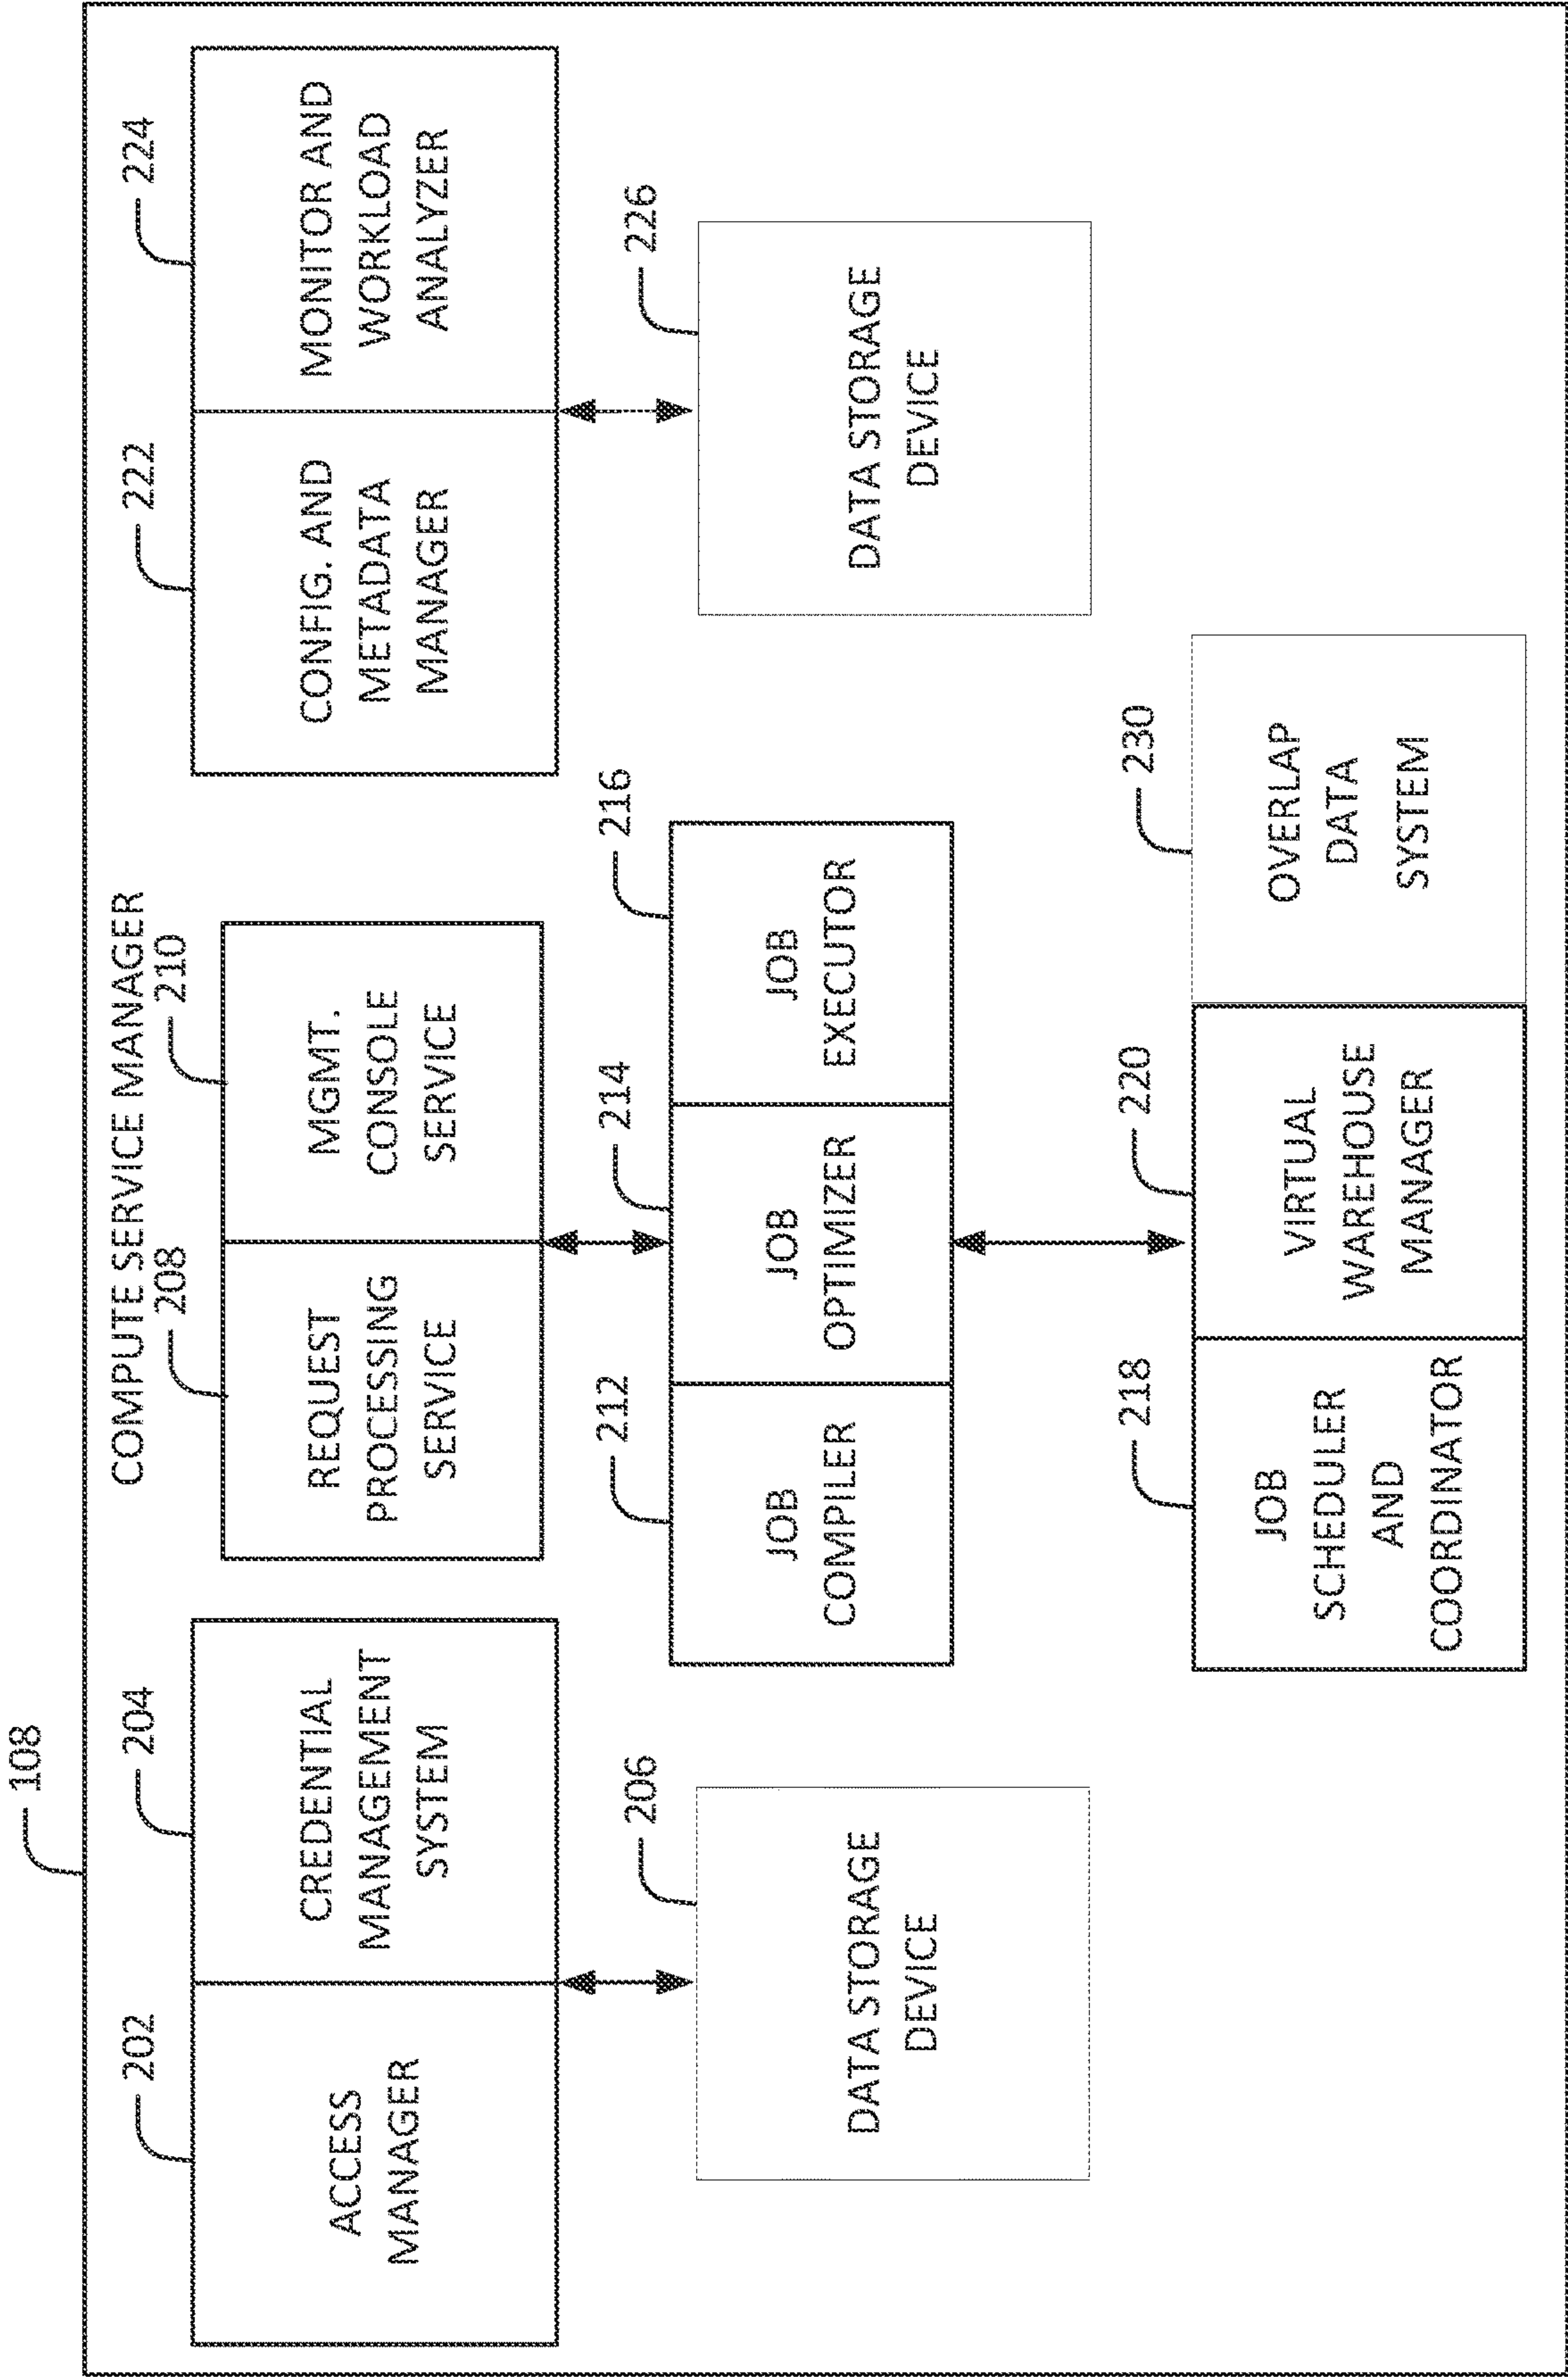 108
COMPUTE SERVICE MANAGER
202
204
208
210
222
224
ACCESS
MANAGER
CREDENTIAL
MANAGEMENT
SYSTEM
REQUEST
PROCESSING
SERVICE
MGMT.
CONSOLE
SERVICE
CONFIG. AND
METADATA
MANAGER
MONITOR AND
WORKLOAD
ANALYZER
206
212
214
216
226
DATA STORAGE
DEVICE
JOB
COMPILER
JOB
OPTIMIZER
JOB
EXECUTOR
DATA STORAGE
DEVICE
218
220
230
JOB
SCHEDULER
AND
COORDINATOR
VIRTUAL
WAREHOUSE
MANAGER
OVERLAP
DATA
SYSTEM